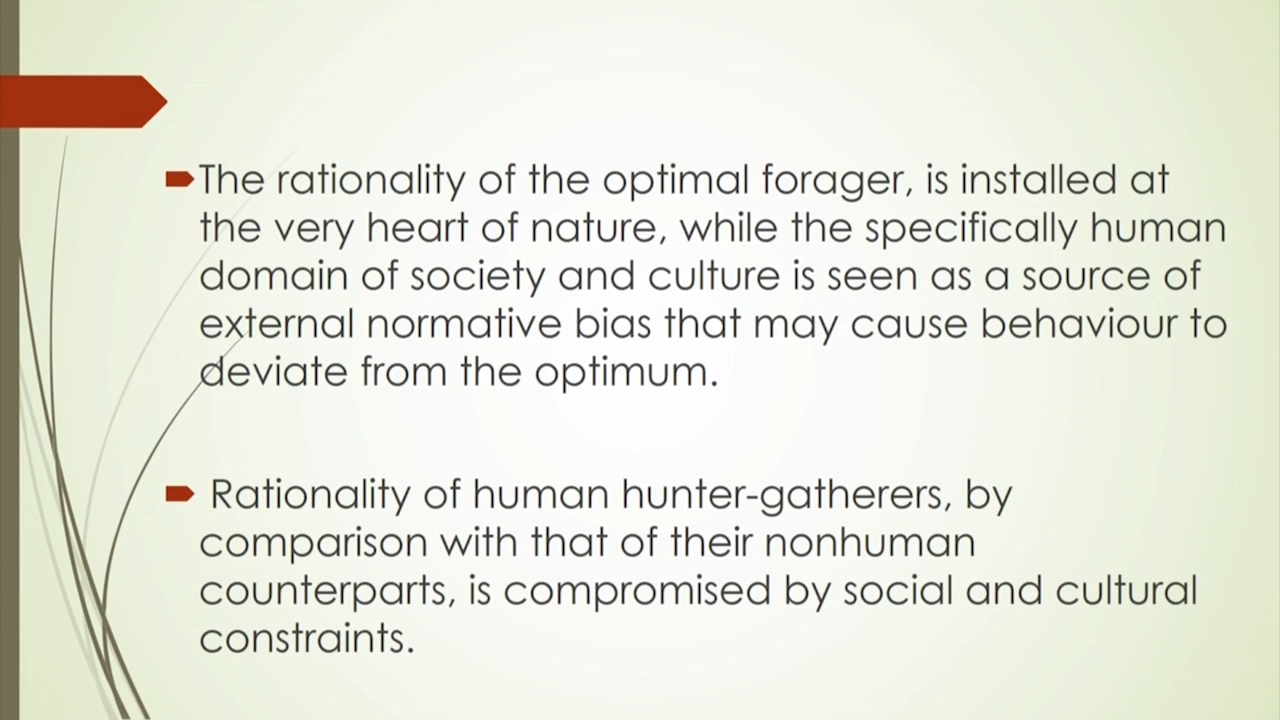 The rationality of the optimal forager, is installed at
the very heart of nature, while the specifically human
domain of society and culture is seen as a source of
external normative bias that may cause behaviour to
deviate from the optimum.
Rationality of human hunter-gatherers, by
comparison with that of their nonhuman
counterparts, is compromised by social and cultural
constraints.